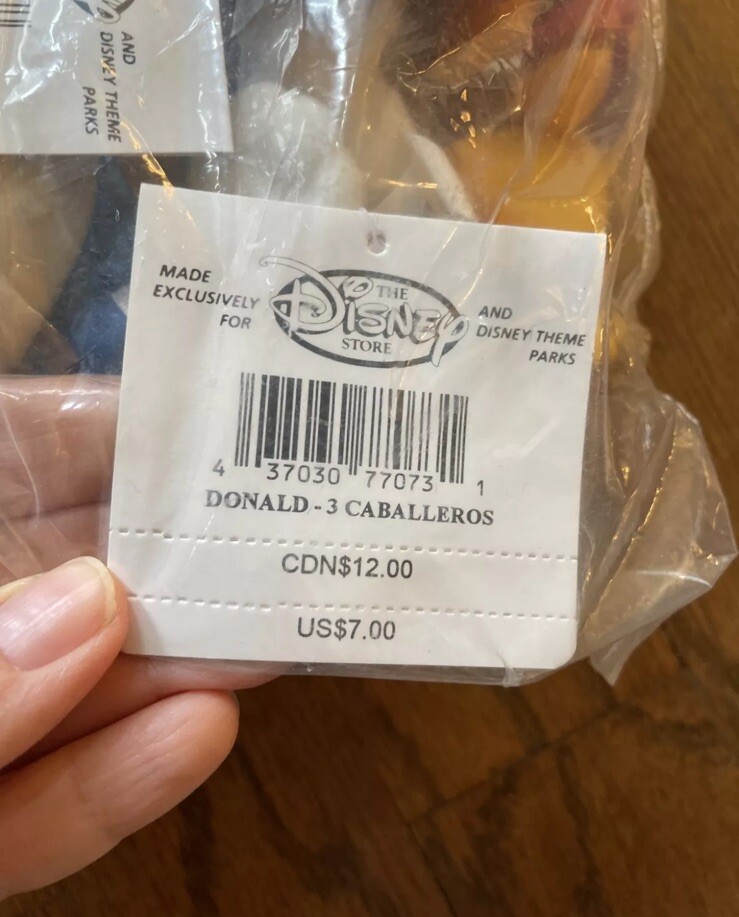 AND
DISNEY THEME
PARKS
MADE
EXCLUSIVELY
FOR
THE
DISNEY
STORE
AND
DISNEY THEME
PARKS
4 37030 77073 1
DONALD - 3 CABALLEROS
CDN$12.00
US$7.00